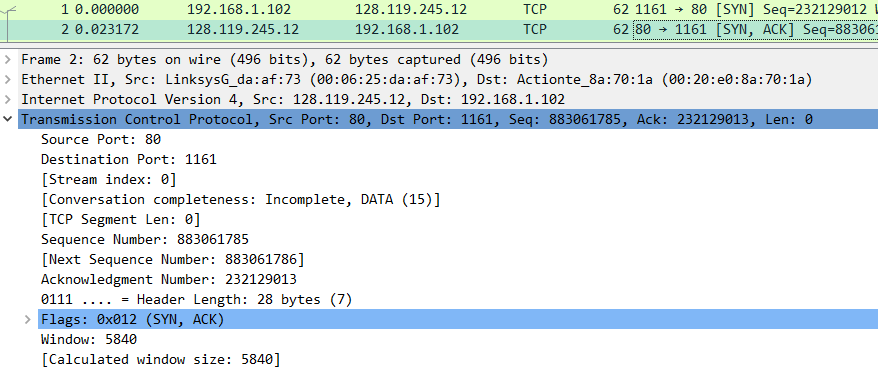 1 0.000000 192.168.1.102 128.119.245.12 TCP 62 1161 → 80 [SYN] Seq=232129012
2 0.023172 128.119.245.12 192.168.1.102 TCP 62 80 → 1161 [SYN, ACK] Seq=883061
Frame 2: 62 bytes on wire (496 bits), 62 bytes captured (496 bits)
Ethernet II, Src: LinksysG_da:af:73 (00:06:25:da:af:73), Dst: Actionte_8a:70:1a (00:20:e0:8a:70:1a)
Internet Protocol Version 4, Src: 128.119.245.12, Dst: 192.168.1.102
Transmission Control Protocol, Src Port: 80, Dst Port: 1161, Seq: 883061785, Ack: 232129013, Len: 0
Source Port: 80
Destination Port: 1161
[Stream index: 0]
[Conversation completeness: Incomplete, DATA (15)]
[TCP Segment Len: 0]
Sequence Number: 883061785
[Next Sequence Number: 883061786]
Acknowledgment Number: 232129013
0111 .... = Header Length: 28 bytes (7)
Flags: 0x012 (SYN, ACK)
Window: 5840
[Calculated window size: 5840]